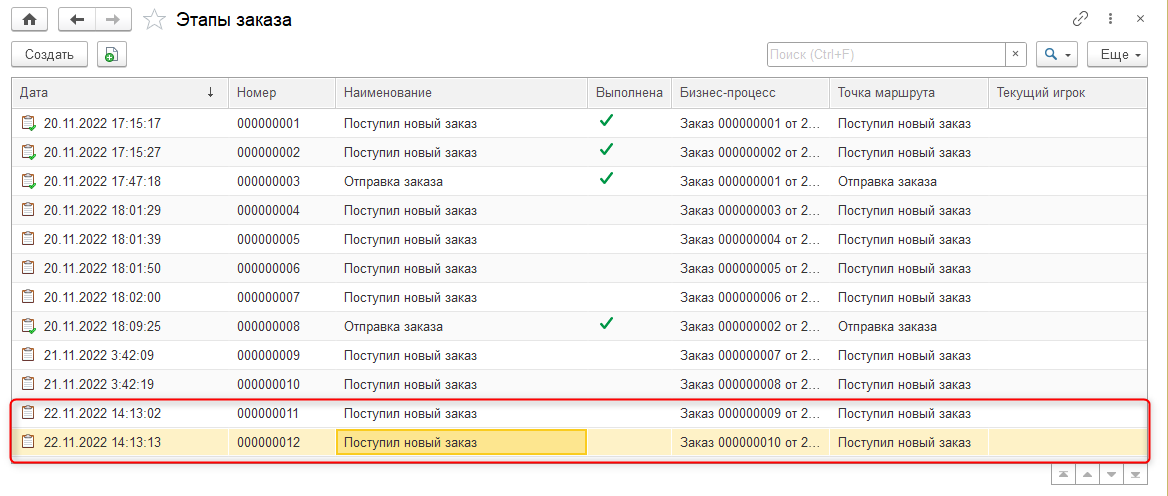 Этапы заказа
Создать Поиск (Ctrl+F) × Еще
Дата ↓ Номер Наименование Выполнена Бизнес-процесс Точка маршрута Текущий игрок
20.11.2022 17:15:17 000000001 Поступил новый заказ Заказ 000000001 от 2... Поступил новый заказ
20.11.2022 17:15:27 000000002 Поступил новый заказ Заказ 000000002 от 2... Поступил новый заказ
20.11.2022 17:47:18 000000003 Отправка заказа Заказ 000000001 от 2... Отправка заказа
20.11.2022 18:01:29 000000004 Поступил новый заказ Заказ 000000003 от 2... Поступил новый заказ
20.11.2022 18:01:39 000000005 Поступил новый заказ Заказ 000000004 от 2... Поступил новый заказ
20.11.2022 18:01:50 000000006 Поступил новый заказ Заказ 000000005 от 2... Поступил новый заказ
20.11.2022 18:02:00 000000007 Поступил новый заказ Заказ 000000006 от 2... Поступил новый заказ
20.11.2022 18:09:25 000000008 Отправка заказа Заказ 000000002 от 2... Отправка заказа
21.11.2022 3:42:09 000000009 Поступил новый заказ Заказ 000000007 от 2... Поступил новый заказ
21.11.2022 3:42:19 000000010 Поступил новый заказ Заказ 000000008 от 2... Поступил новый заказ
22.11.2022 14:13:02 000000011 Поступил новый заказ Заказ 000000009 от 2... Поступил новый заказ
22.11.2022 14:13:13 000000012 Поступил новый заказ Заказ 000000010 от 2... Поступил новый заказ